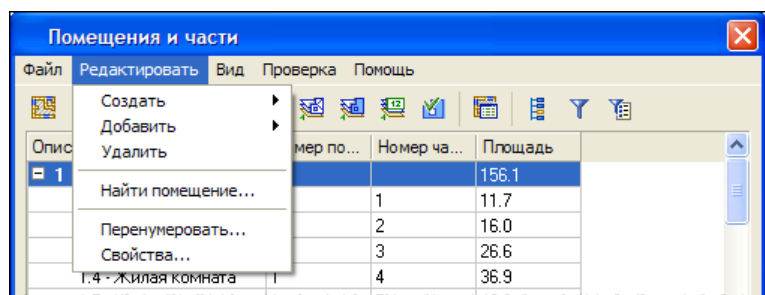 Помещения и части
Файл Редактировать Вид Проверка Помощь
Создать
Добавить
Удалить
Найти помещение...
Перенумеровать...
Свойства...
12
Опис мер по... Номер ча... Площадь
1 156.1
1 11.7
2 16.0
3 26.6
1.4 - Жилая комната 1 4 36.9